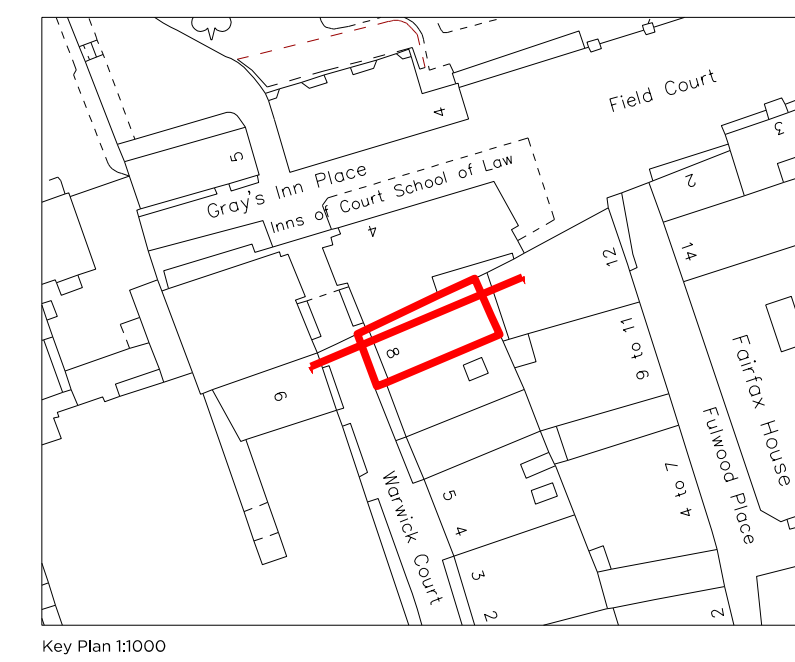 Field Court
4
3
5
Gray's Inn Place
Inns of Court School of Law
2
4
12
14
8
9 to 11
Fairfax House
9
Fulwood Place
4 to 7
Warwick Court
5
4
3
2
2
Key Plan 1:1000